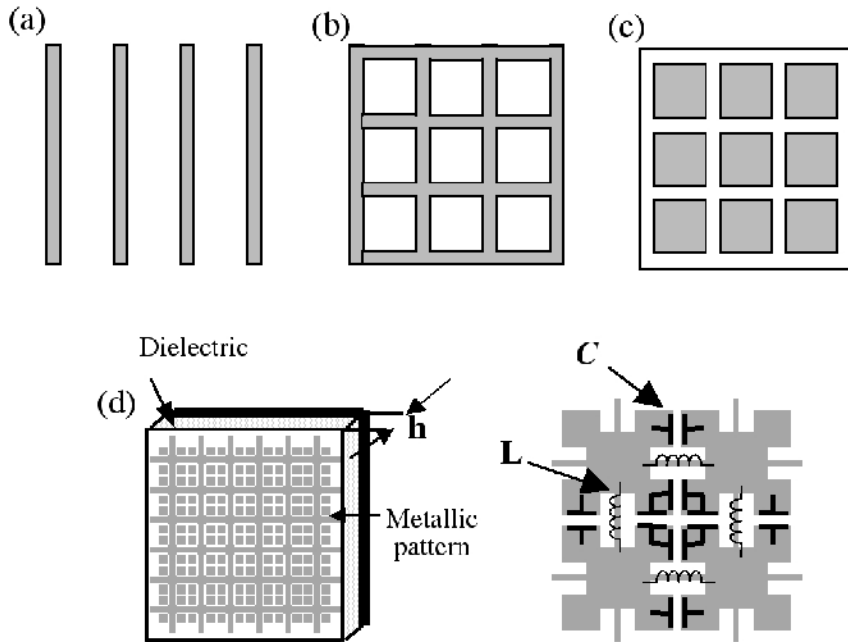 (a)
(b)
(c)
Dielectric
(d)
h
Metallic
pattern
C
L